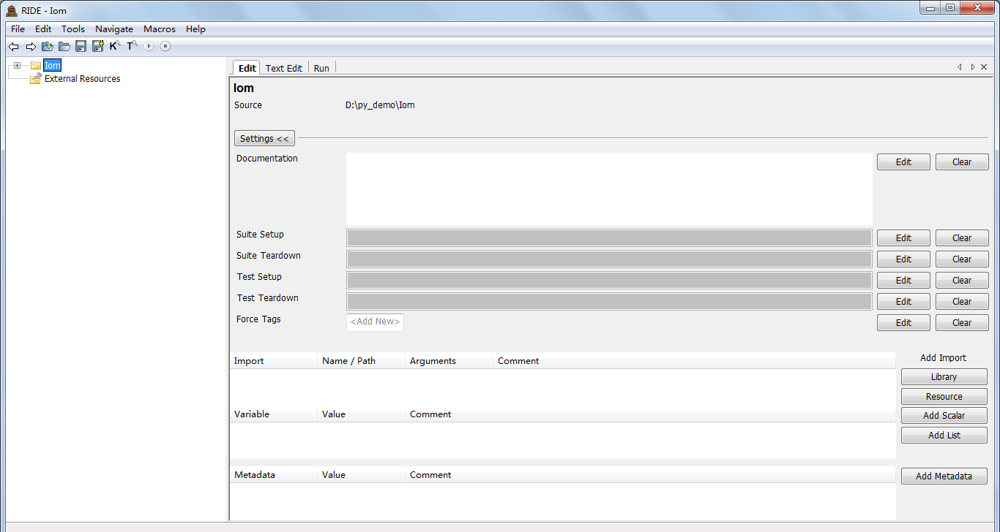 RIDE - Iom
File Edit Tools Navigate Macros Help
K T
Iom
External Resources
Edit Text Edit Run
Iom
Source D:\py_demo\Iom
Settings <<
Documentation Edit Clear
Suite Setup Edit Clear
Suite Teardown Edit Clear
Test Setup Edit Clear
Test Teardown Edit Clear
Force Tags <Add New> Edit Clear
Import Name / Path Arguments Comment Add Import
Library
Resource
Variable Value Comment Add Scalar
Add List
Metadata Value Comment Add Metadata